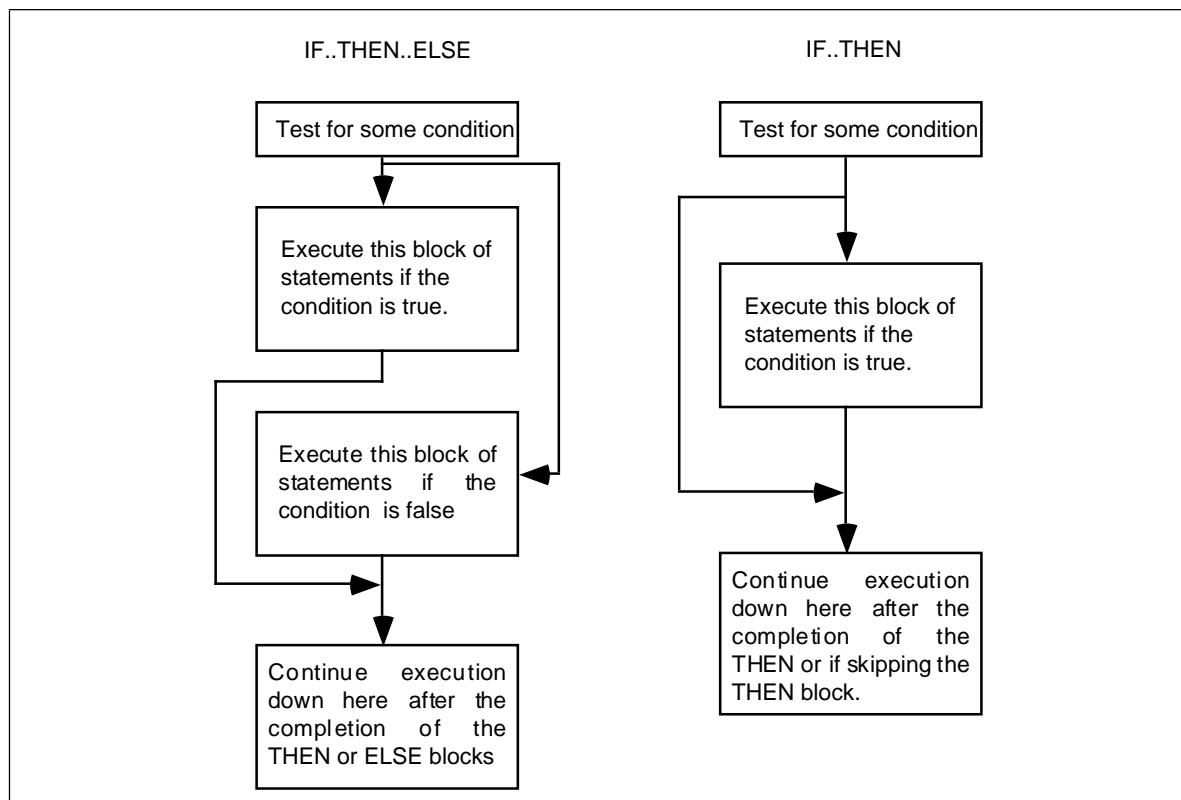 IF..THEN..ELSE
Test for some condition
Execute this block of
statements if the
condition is true.
Execute this block of
statements if the
condition is false
Continue execution
down here after the
completion of the
THEN or ELSE blocks
IF..THEN
Test for some condition
Execute this block of
statements if the
condition is true.
Continue execution
down here after the
completion of the
THEN or if skipping the
THEN block.